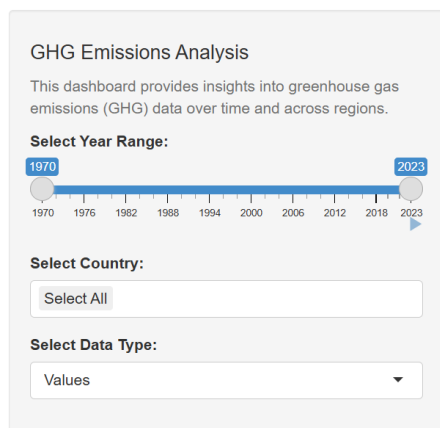 GHG Emissions Analysis
This dashboard provides insights into greenhouse gas
emissions (GHG) data over time and across regions.
Select Year Range:
1970 2023
1970 1976 1982 1988 1994 2000 2006 2012 2018 2023
Select Country:
Select All
Select Data Type:
Values